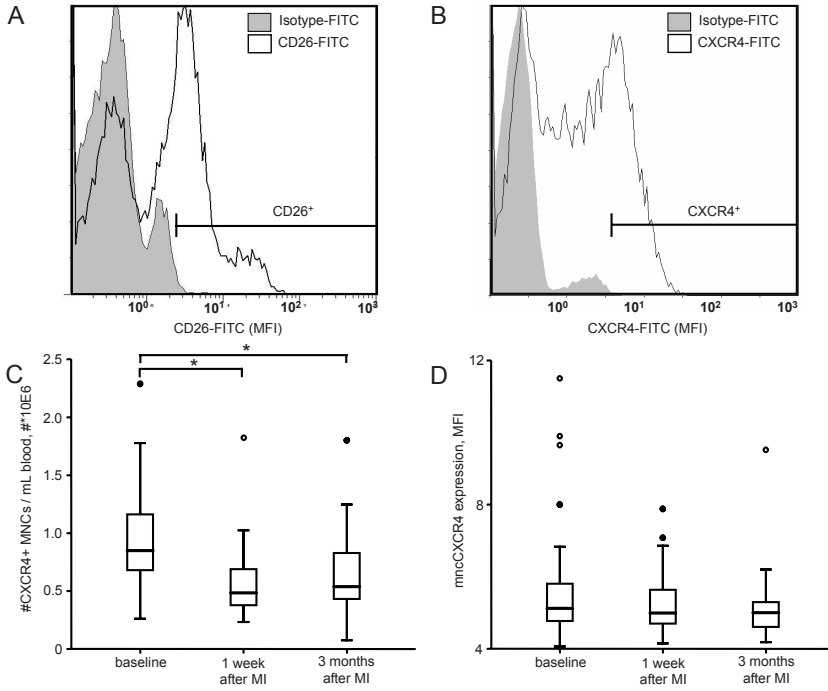 A
Isotype-FITC
CD26-FITC
CD26⁺
10⁰ 10¹ 10² 10³
CD26-FITC (MFI)
B
Isotype-FITC
CXCR4-FITC
CXCR4⁺
10⁰ 10¹ 10² 10³
CXCR4-FITC (MFI)
C
#CXCR4+ MNCs / mL blood, #*10E6
2.5
2.0
1.5
1.0
0.5
0
*
*
baseline
1 week
after MI
3 months
after MI
D
mncCXCR4 expression, MFI
12
8
4
baseline
1 week
after MI
3 months
after MI